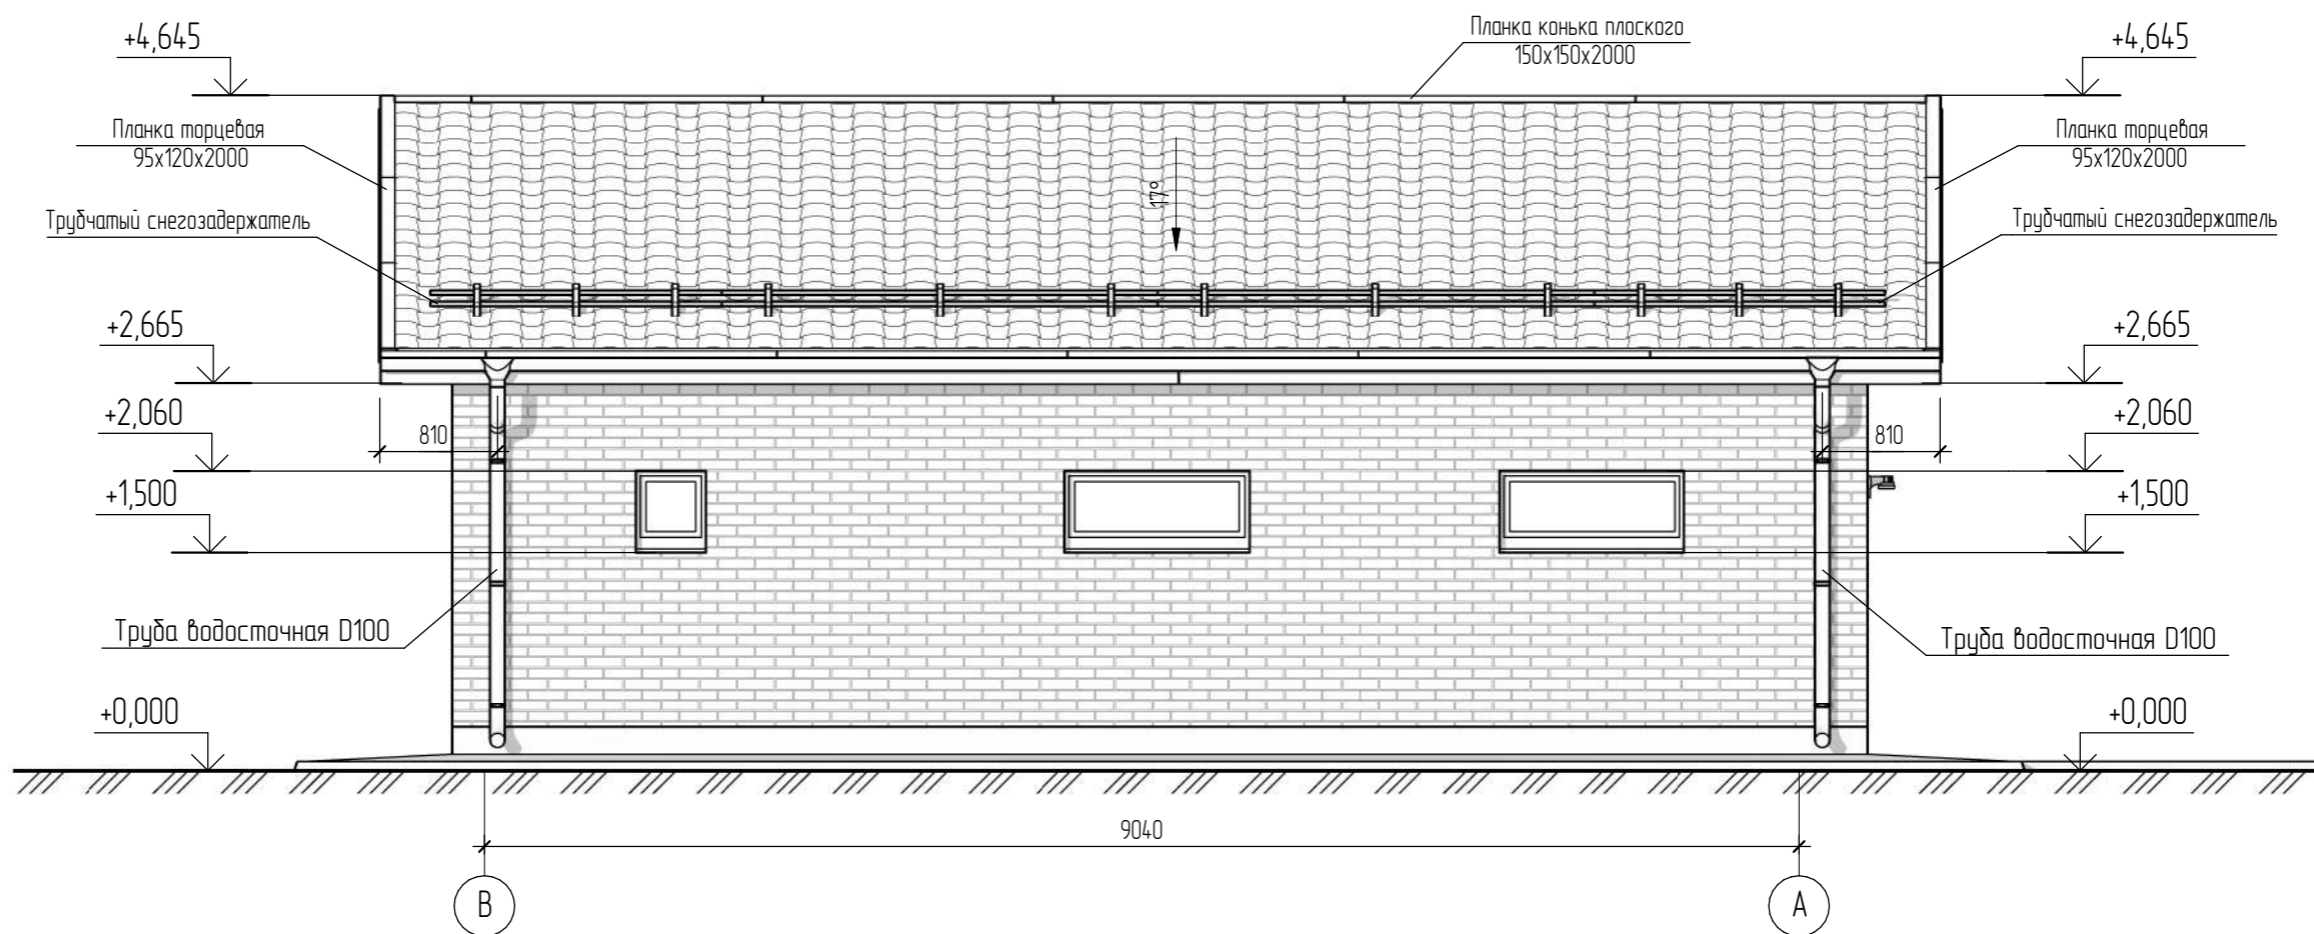 +4,645
Планка конька плоского
150х150х2000
+4,645
Планка торцевая
95х120х2000
Планка торцевая
95х120х2000
17°
Трубчатый снегозадержатель
Трубчатый снегозадержатель
+2,665
+2,665
+2,060
810
810
+2,060
+1,500
+1,500
Труба водосточная D100
Труба водосточная D100
+0,000
+0,000
9040
В
А